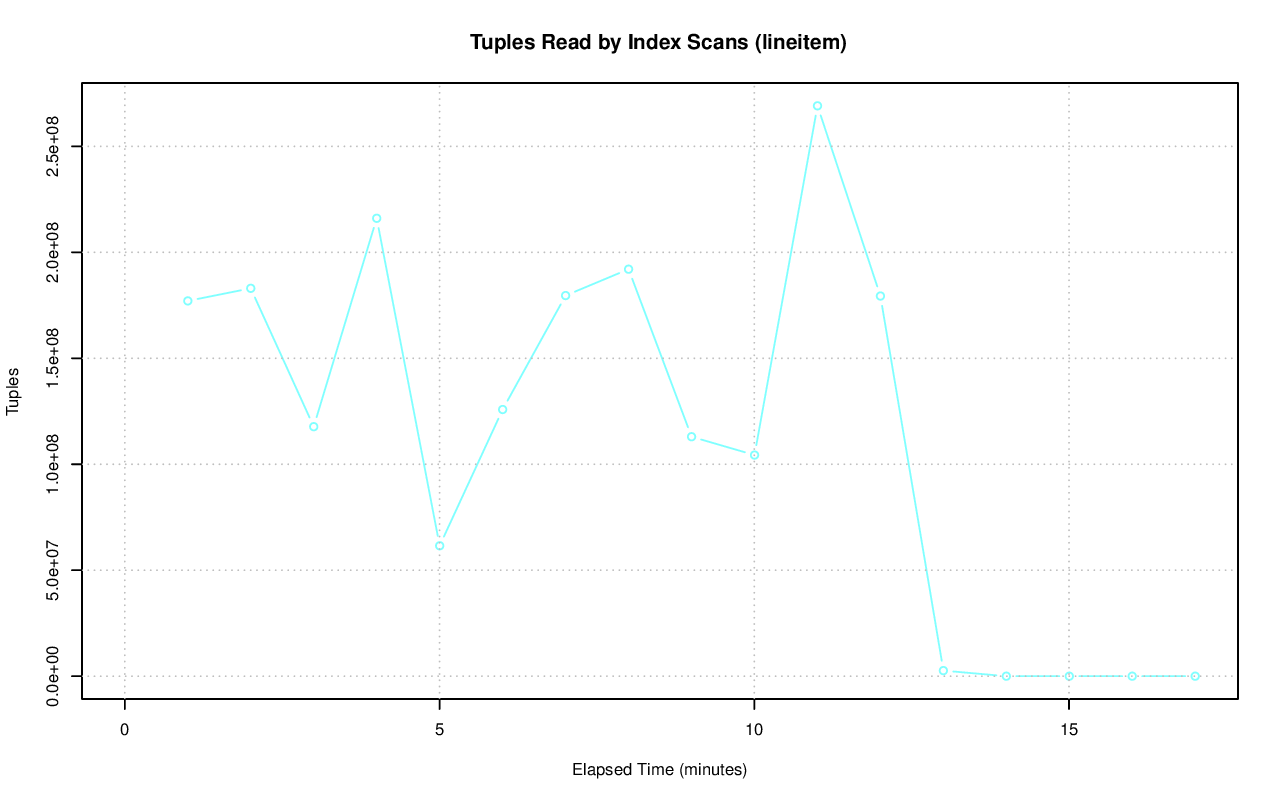 Tuples Read by Index Scans (lineitem)
Tuples
2.5e+08
2.0e+08
1.5e+08
1.0e+08
5.0e+07
0.0e+00
0 5 10 15
Elapsed Time (minutes)